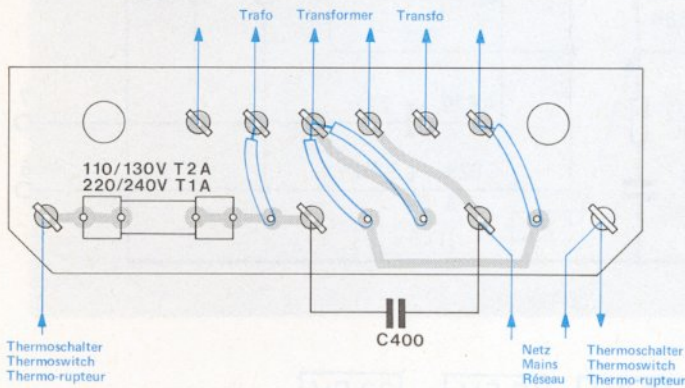 Trafo Transformer Transfo
110/130V T2A
220/240V T1A
C400
Thermoschalter
Thermoswitch
Thermo-rupteur
Netz
Mains
Réseau
Thermoschalter
Thermoswitch
Thermo-rupteur